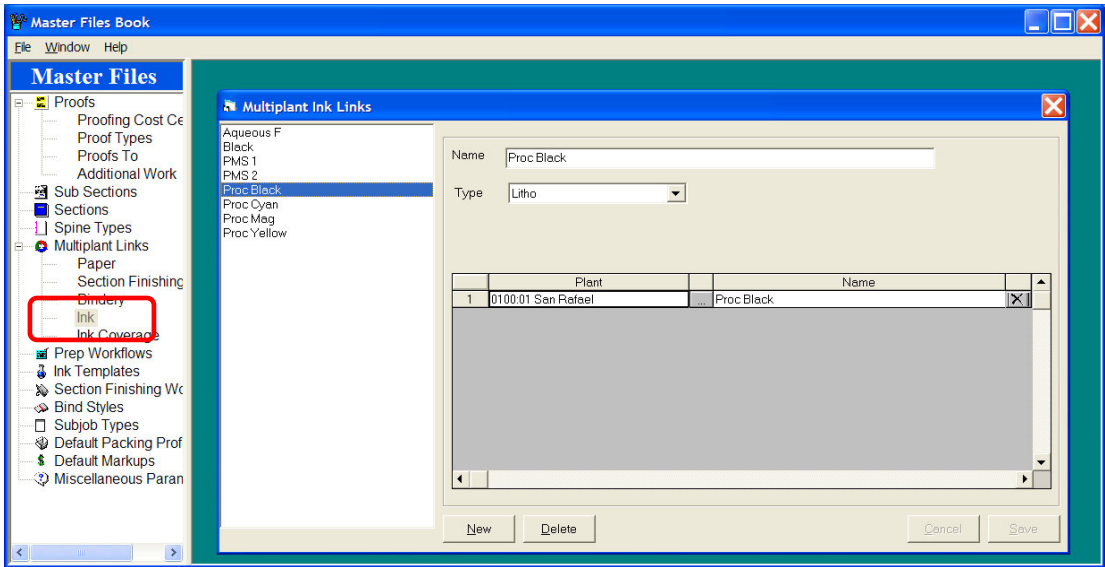 Master Files Book
File Window Help
Master Files
Proofs
Proofing Cost Ce
Proof Types
Proofs To
Additional Work
Sub Sections
Sections
Spine Types
Multiplant Links
Paper
Section Finishing
Bindery
Ink
Ink Coverage
Prep Workflows
Ink Templates
Section Finishing Wo
Bind Styles
Subjob Types
Default Packing Prof
Default Markups
Miscellaneous Paran
Multiplant Ink Links
Aqueous F
Black
PMS 1
PMS 2
Proc Black
Proc Cyan
Proc Mag
Proc Yellow
Name Proc Black
Type Litho
Plant Name
1 0100:01 San Rafael ... Proc Black
New Delete Cancel Save